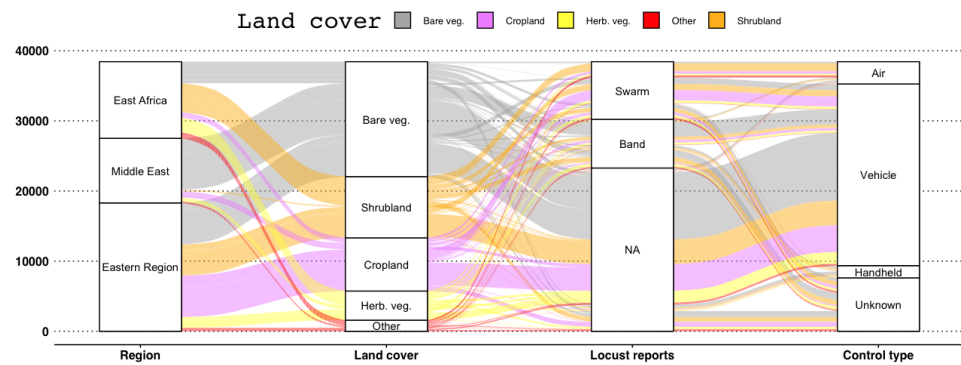 Land cover Bare veg. Cropland Herb. veg. Other Shrubland
40000
30000
20000
10000
0
East Africa
Middle East
Eastern Region
Bare veg.
Shrubland
Cropland
Herb. veg.
Other
Swarm
Band
NA
Air
Vehicle
Handheld
Unknown
Region Land cover Locust reports Control type